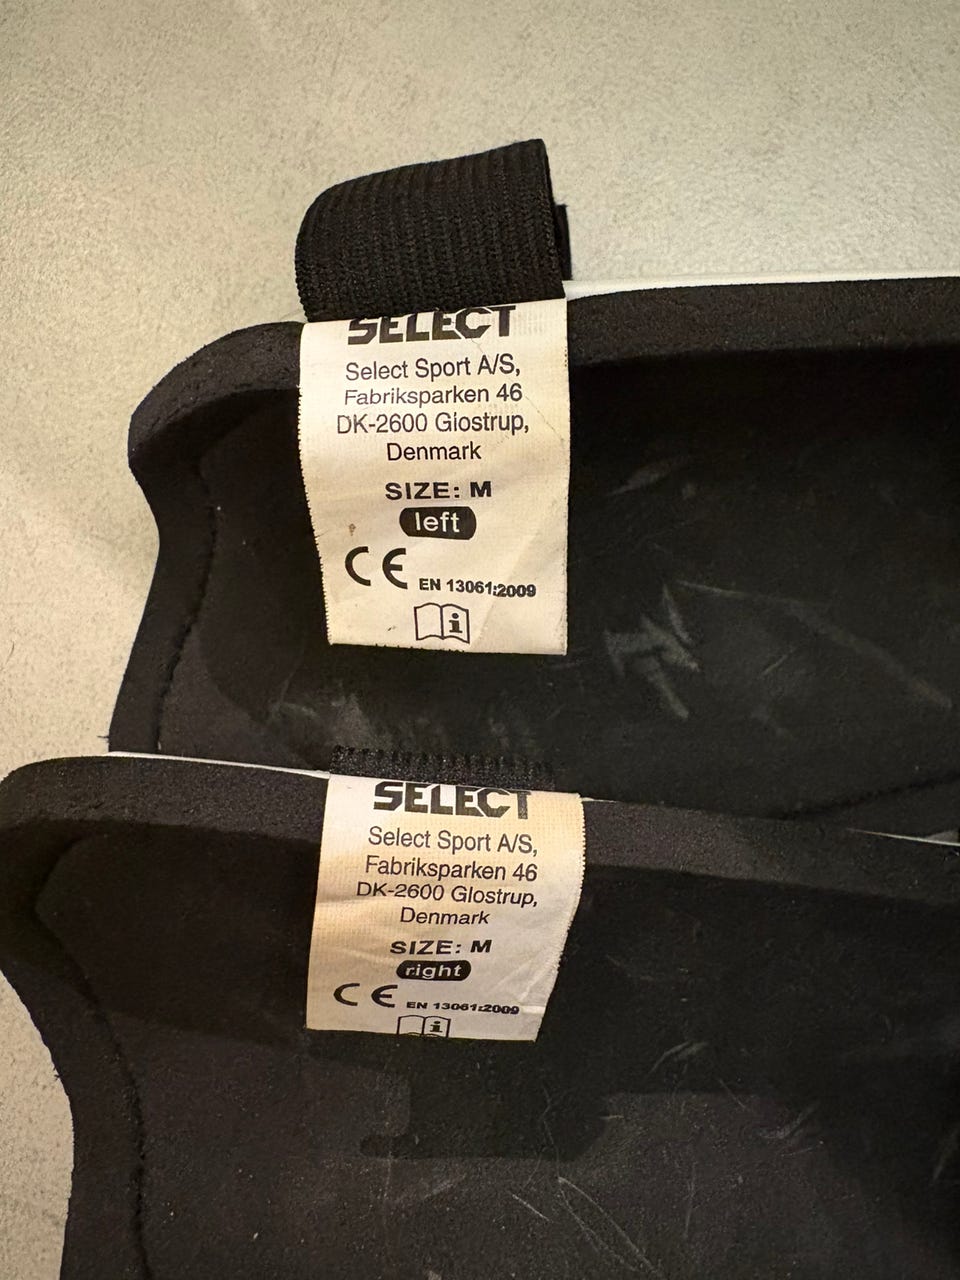 SELECT
Select Sport A/S,
Fabriksparken 46
DK-2600 Glostrup,
Denmark
SIZE: M
left
CE EN 13061:2009
i
SELECT
Select Sport A/S,
Fabriksparken 46
DK-2600 Glostrup,
Denmark
SIZE: M
right
CE EN 13061:2009
i